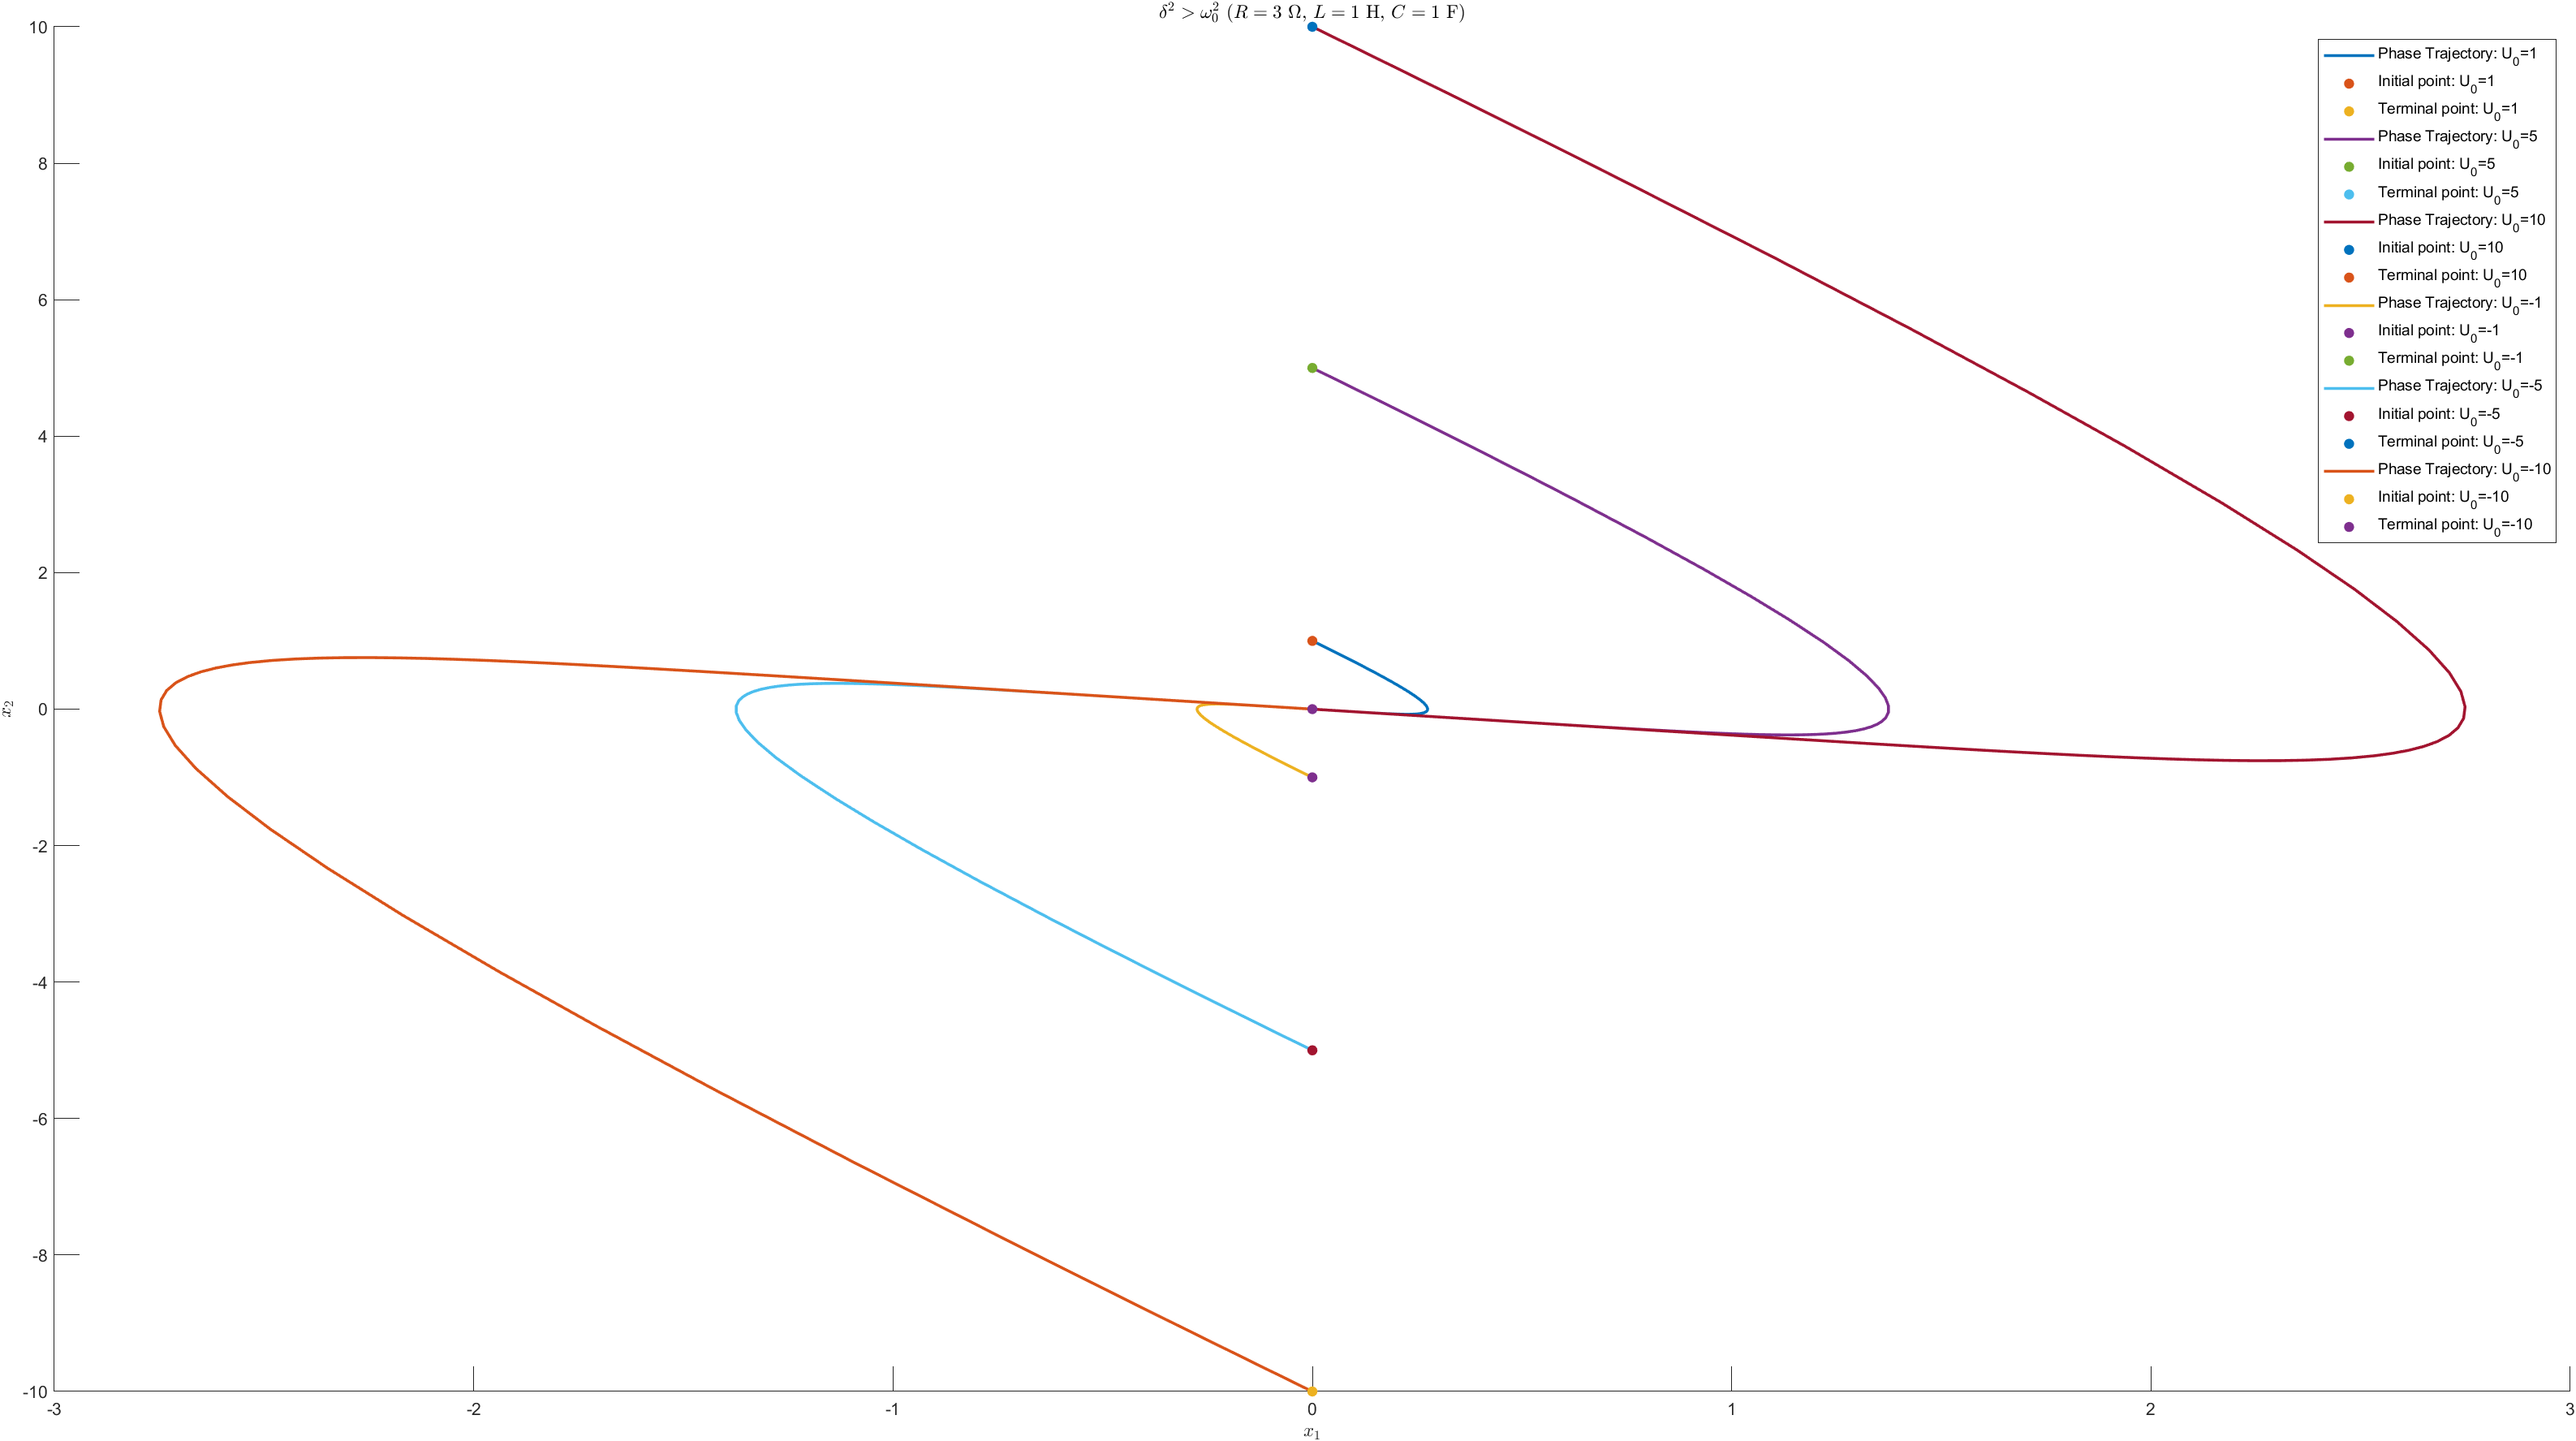 δ² > ω₀² (R = 3 Ω, L = 1 H, C = 1 F)
10
8
6
4
2
0
-2
-4
-6
-8
-10
x₂
-3
-2
-1
0
1
2
3
x₁
Phase Trajectory: U₀=1
Initial point: U₀=1
Terminal point: U₀=1
Phase Trajectory: U₀=5
Initial point: U₀=5
Terminal point: U₀=5
Phase Trajectory: U₀=10
Initial point: U₀=10
Terminal point: U₀=10
Phase Trajectory: U₀=-1
Initial point: U₀=-1
Terminal point: U₀=-1
Phase Trajectory: U₀=-5
Initial point: U₀=-5
Terminal point: U₀=-5
Phase Trajectory: U₀=-10
Initial point: U₀=-10
Terminal point: U₀=-10